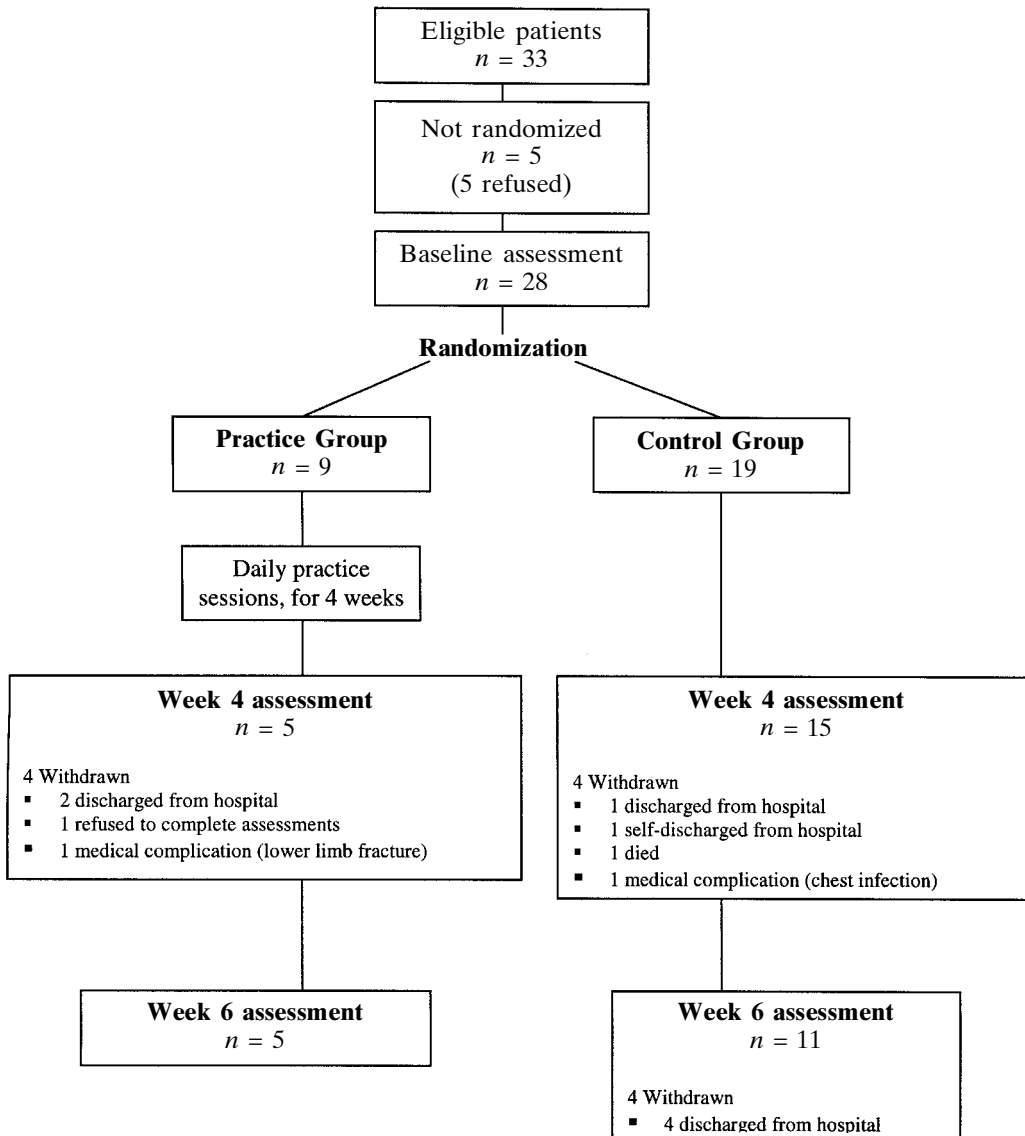 Eligible patients
n = 33
Not randomized
n = 5
(5 refused)
Baseline assessment
n = 28
Randomization
Practice Group
n = 9
Control Group
n = 19
Daily practice
sessions, for 4 weeks
Week 4 assessment
n = 5
4 Withdrawn
▪ 2 discharged from hospital
▪ 1 refused to complete assessments
▪ 1 medical complication (lower limb fracture)
Week 4 assessment
n = 15
4 Withdrawn
▪ 1 discharged from hospital
▪ 1 self-discharged from hospital
▪ 1 died
▪ 1 medical complication (chest infection)
Week 6 assessment
n = 5
Week 6 assessment
n = 11
4 Withdrawn
▪ 4 discharged from hospital